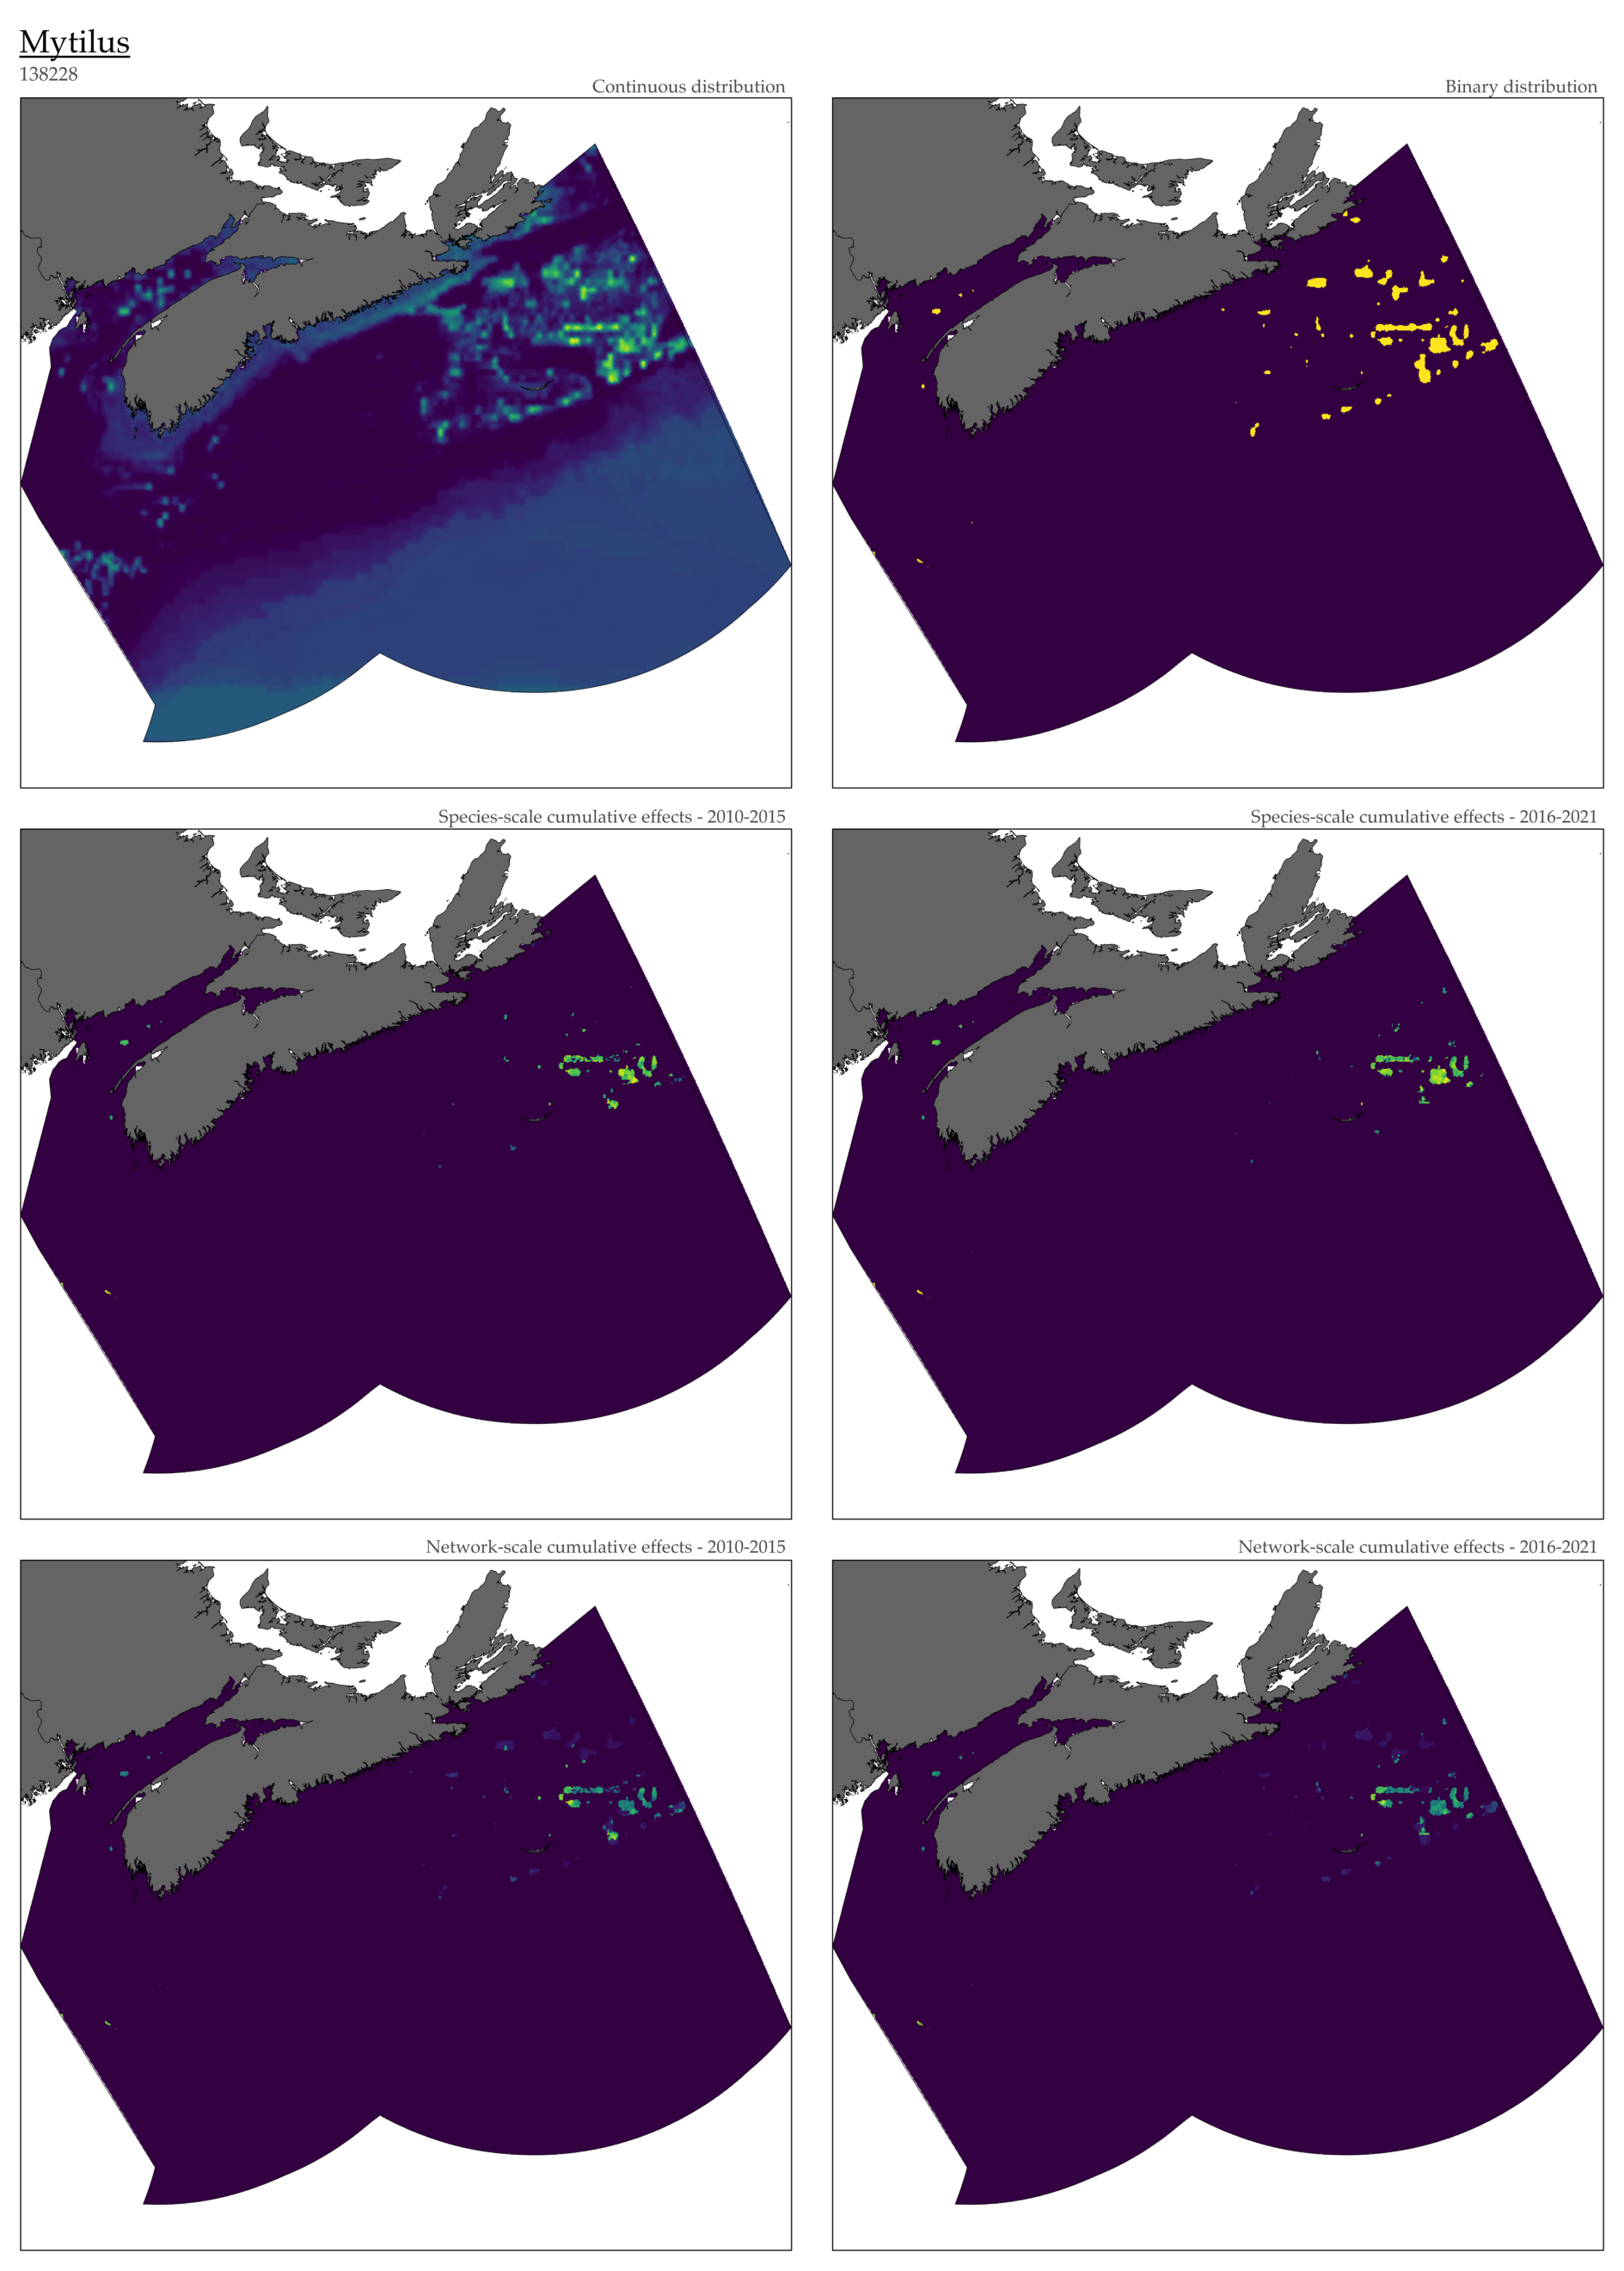 Mytilus
138228
Continuous distribution
Binary distribution
Species-scale cumulative effects - 2010-2015
Species-scale cumulative effects - 2016-2021
Network-scale cumulative effects - 2010-2015
Network-scale cumulative effects - 2016-2021